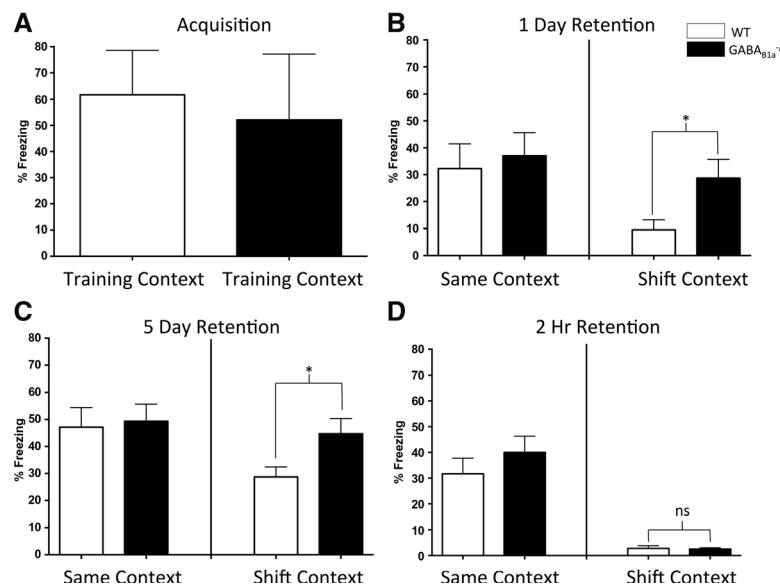 A
Acquisition
% Freezing
80
70
60
50
40
30
20
10
0
Training Context
Training Context
B
1 Day Retention
WT
GABA
B1a
% Freezing
80
70
60
50
40
30
20
10
0
*
Same Context
Shift Context
C
5 Day Retention
% Freezing
80
70
60
50
40
30
20
10
0
*
Same Context
Shift Context
D
2 Hr Retention
% Freezing
80
70
60
50
40
30
20
10
0
ns
Same Context
Shift Context